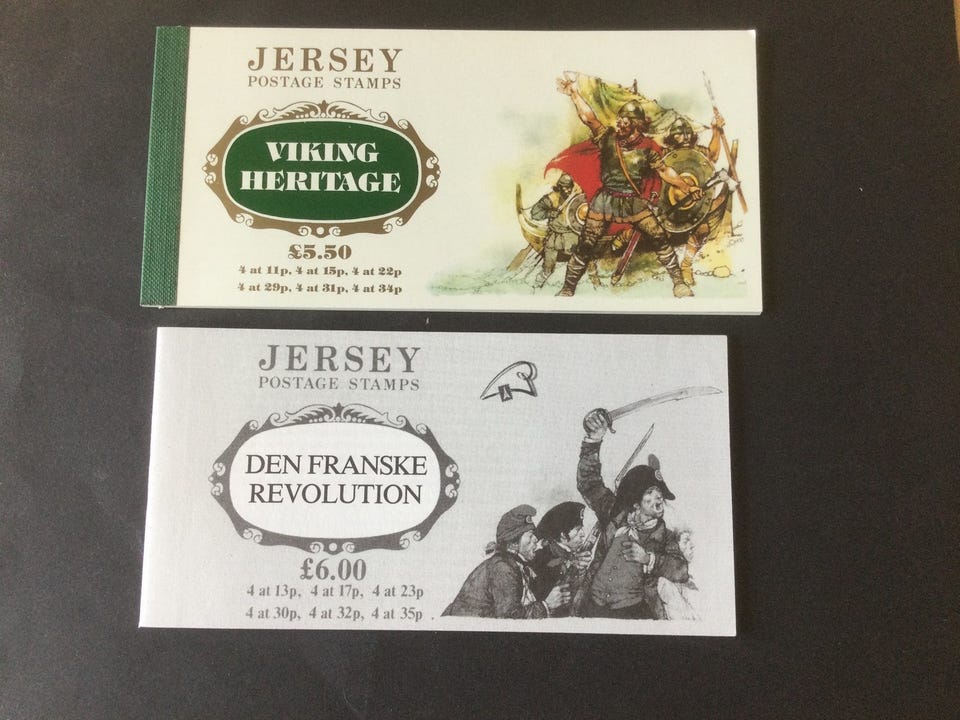 JERSEY
POSTAGE STAMPS
VIKING
HERITAGE
£5.50
4 at 11p, 4 at 15p, 4 at 22p
4 at 29p, 4 at 31p, 4 at 34p
JERSEY
POSTAGE STAMPS
DEN FRANSKE
REVOLUTION
£6.00
4 at 13p, 4 at 17p, 4 at 23p
4 at 30p, 4 at 32p, 4 at 35p